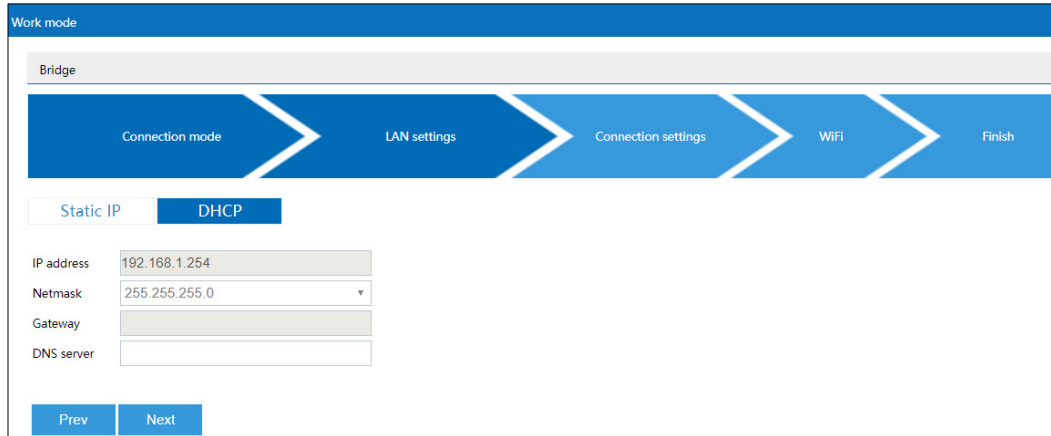 Work mode
Bridge
Connection mode LAN settings Connection settings WiFi Finish
Static IP DHCP
IP address 192.168.1.254
Netmask 255.255.255.0
Gateway
DNS server
Prev Next